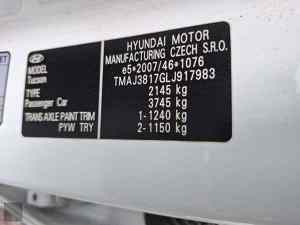 HYUNDAI MOTOR
MANUFACTURING CZECH S.R.O.
e5*2007/46*1076
TMAJ3817GLJ917983
MODEL
Tucson
TYPE
Passenger Car
TRANS AXLE PAINT TRIM
PYW TRY
2145 kg
3745 kg
1-1240 kg
2-1150 kg